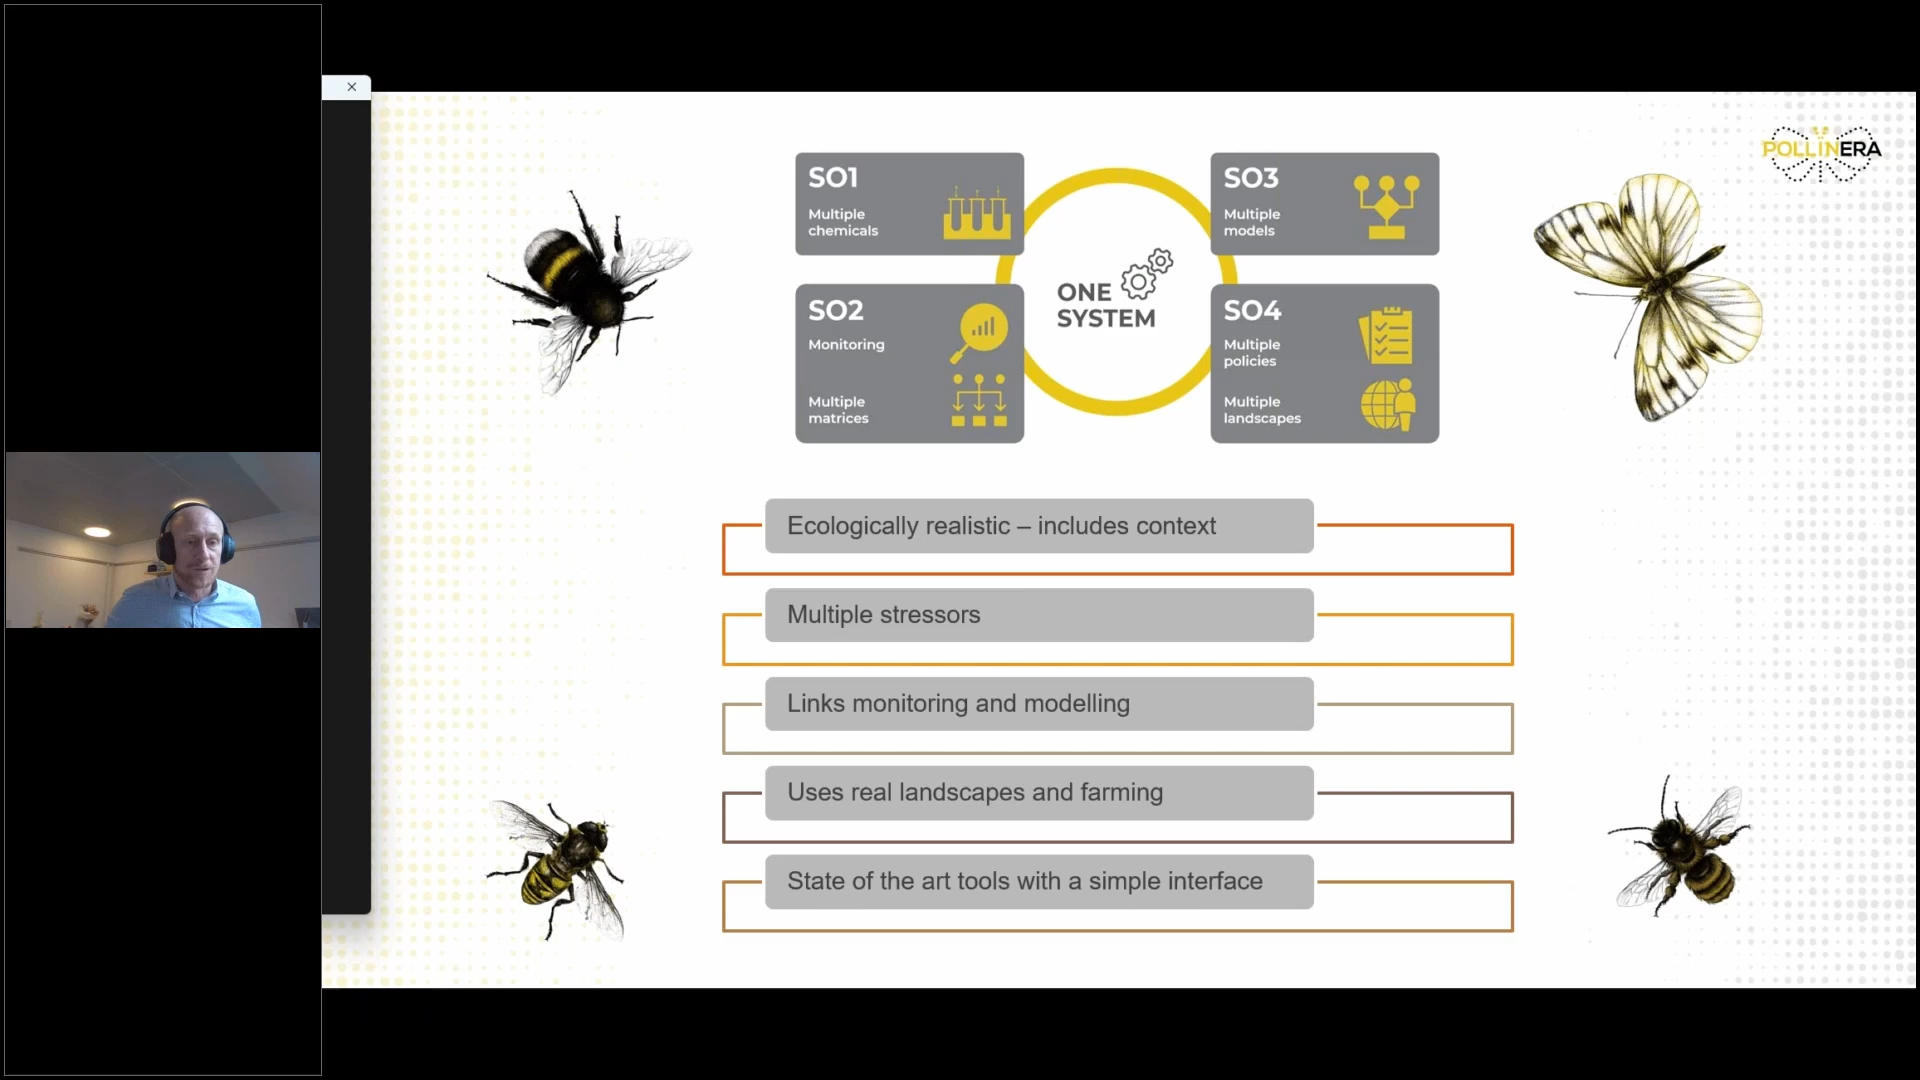 POLLINERA
SO1
Multiple
chemicals
SO2
Monitoring
Multiple
matrices
ONE
SYSTEM
SO3
Multiple
models
SO4
Multiple
policies
Multiple
landscapes
Ecologically realistic – includes context
Multiple stressors
Links monitoring and modelling
Uses real landscapes and farming
State of the art tools with a simple interface